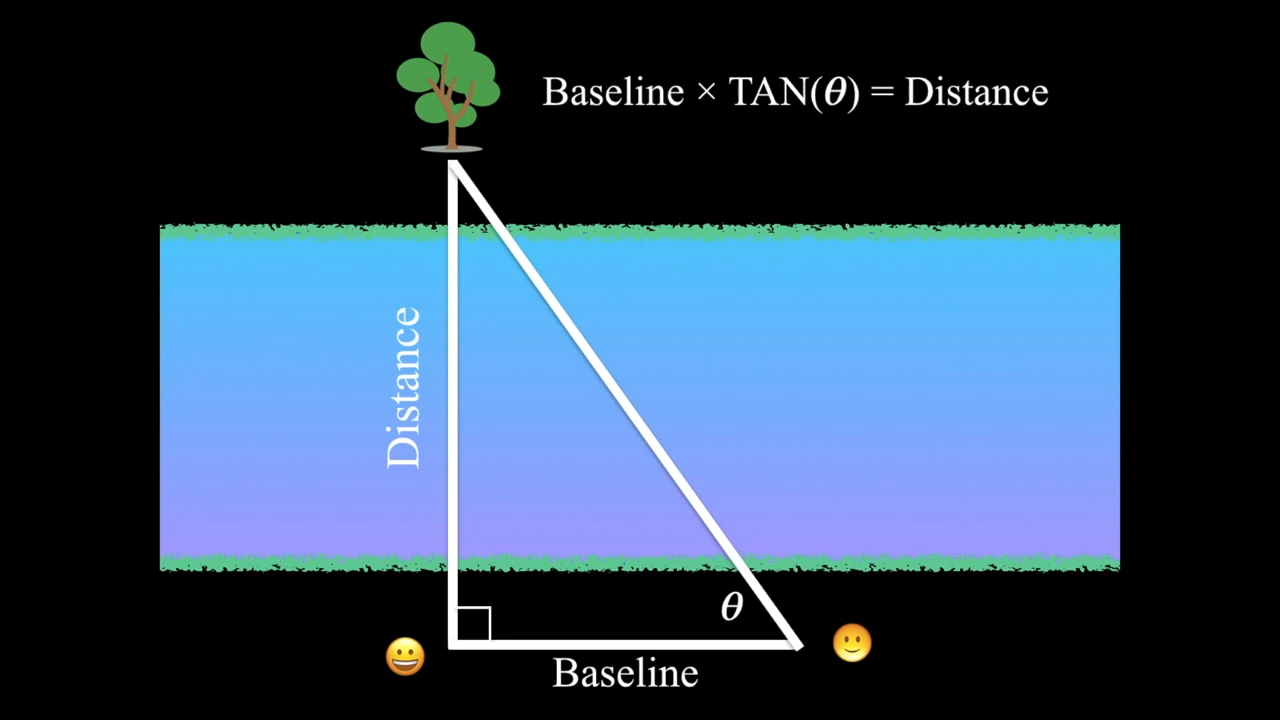 Baseline × TAN(θ) = Distance
Distance
θ
Baseline